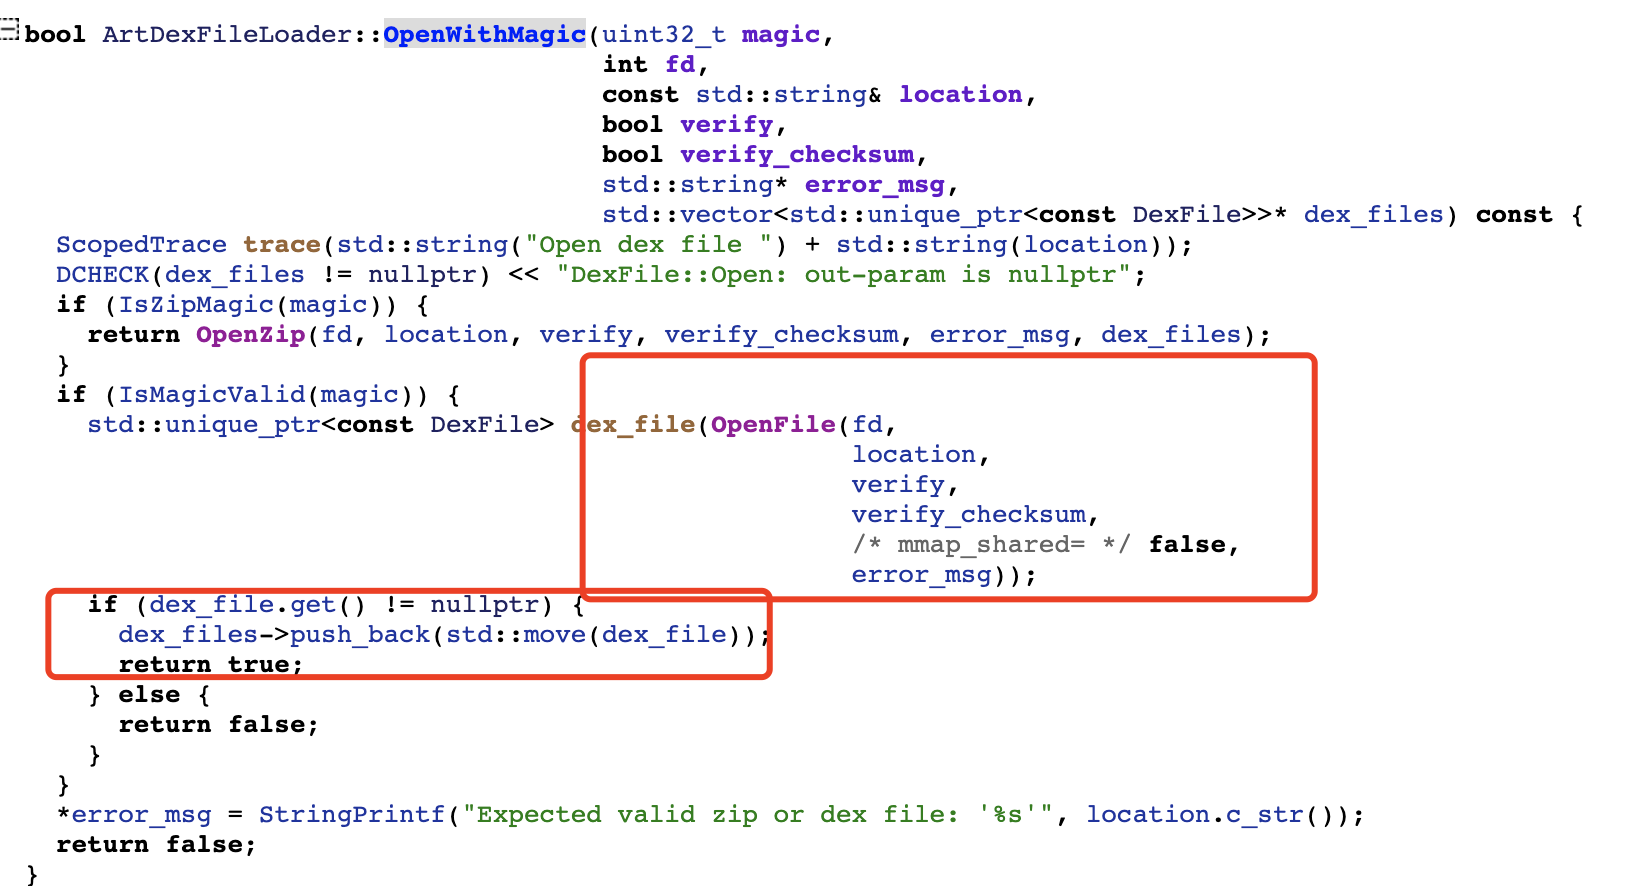 bool ArtDexFileLoader::OpenWithMagic(uint32_t magic,
int fd,
const std::string& location,
bool verify,
bool verify_checksum,
std::string* error_msg,
std::vector<std::unique_ptr<const DexFile>>* dex_files) const {
ScopedTrace trace(std::string("Open dex file ") + std::string(location));
DCHECK(dex_files != nullptr) << "DexFile::Open: out-param is nullptr";
if (IsZipMagic(magic)) {
return OpenZip(fd, location, verify, verify_checksum, error_msg, dex_files);
}
if (IsMagicValid(magic)) {
std::unique_ptr<const DexFile> dex_file(OpenFile(fd,
location,
verify,
verify_checksum,
/* mmap_shared= */ false,
error_msg));
if (dex_file.get() != nullptr) {
dex_files->push_back(std::move(dex_file));
return true;
} else {
return false;
}
}
*error_msg = StringPrintf("Expected valid zip or dex file: '%s'", location.c_str());
return false;
}